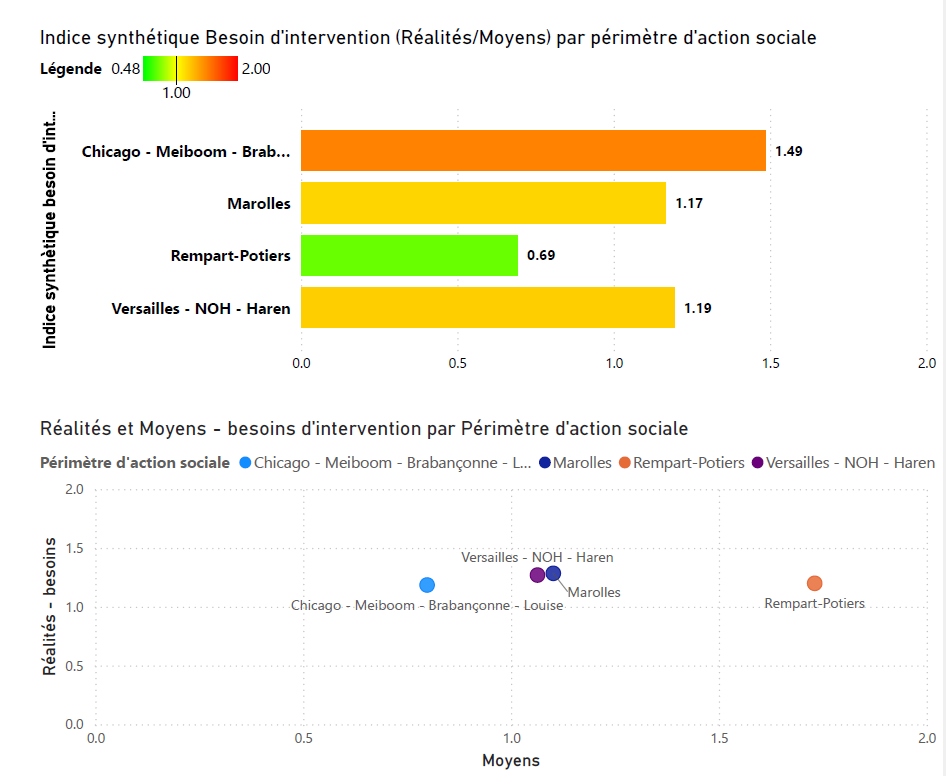 Indice synthétique Besoin d'intervention (Réalités/Moyens) par périmètre d'action sociale
Légende 0.48 2.00
1.00
Indice synthètique besoin d'int...
Chicago - Meiboom - Brab... 1.49
Marolles 1.17
Rempart-Potiers 0.69
Versailles - NOH - Haren 1.19
0.0 0.5 1.0 1.5 2.0
Réalités et Moyens - besoins d'intervention par Périmètre d'action sociale
Périmètre d'action sociale Chicago - Meiboom - Brabançonne - L... Marolles Rempart-Potiers Versailles - NOH - Haren
Réalités - besoins
2.0
1.5
Versailles - NOH - Haren
Marolles
Chicago - Meiboom - Brabançonne - Louise
Rempart-Potiers
1.0
0.5
0.0
0.0 0.5 1.0 1.5 2.0
Moyens